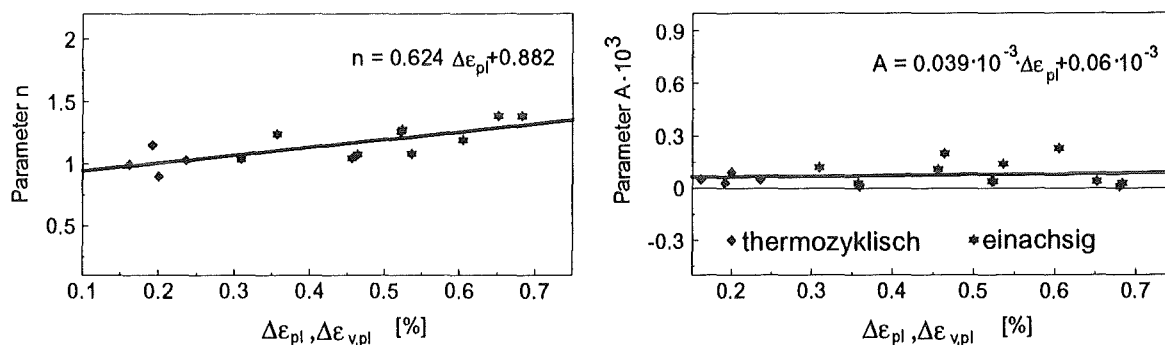 Parameter n
2
1.5
1
0.5
n = 0.624 Δε_pl+0.882
0.1 0.2 0.3 0.4 0.5 0.6 0.7
Δε_pl , Δε_v,pl [%]
Parameter A · 10³
0.9
0.6
0.3
0
-0.3
A = 0.039·10⁻³·Δε_pl+0.06·10⁻³
thermozyklisch einachsig
0.2 0.3 0.4 0.5 0.6 0.7
Δε_pl , Δε_v,pl [%]